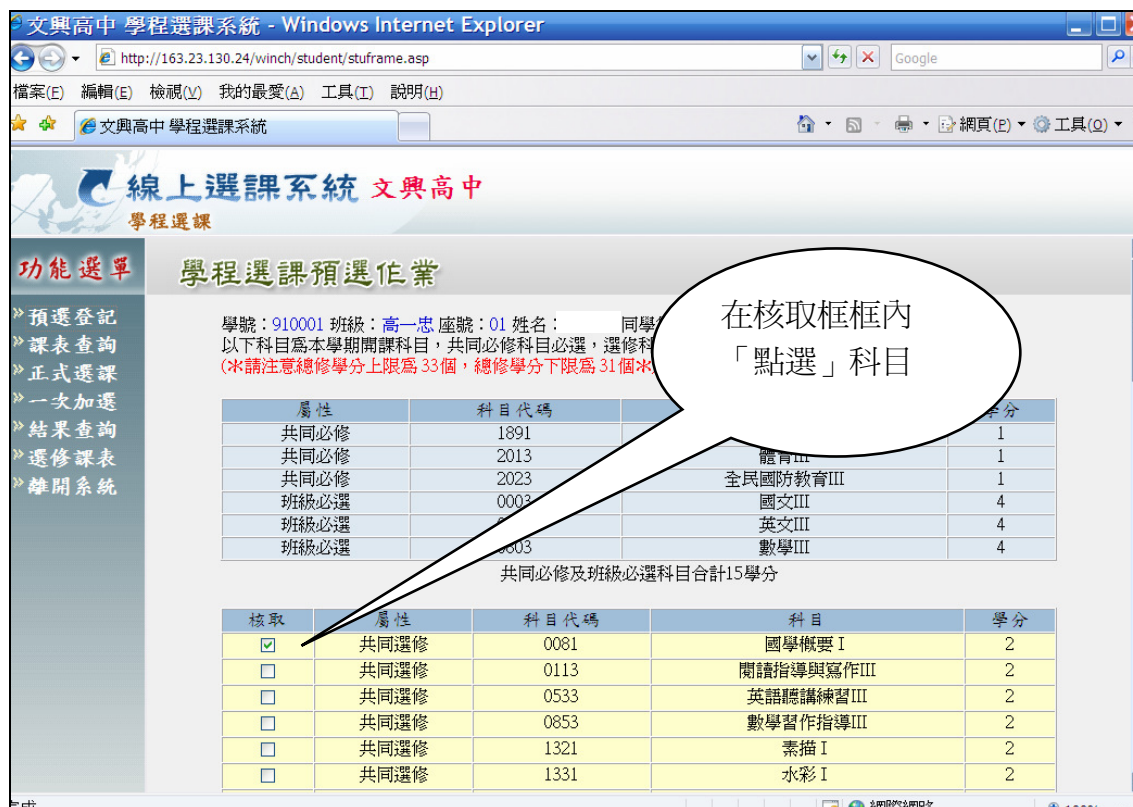 文興高中 學程選課系統 - Windows Internet Explorer
http://163.23.130.24/winch/student/stuframe.asp
Google
檔案(F) 編輯(E) 檢視(V) 我的最愛(A) 工具(T) 說明(H)
文興高中 學程選課系統
網頁(P) 工具(O)
線上選課系統 文興高中
學程選課
功能選單
預選登記
課表查詢
正式選課
一次加選
結果查詢
選修課表
離開系統
學程選課預選作業
在核取框框內
「點選」科目
學號：910001 班級：高一忠 座號：01 姓名： 同學
以下科目為本學期開課科目，共同必修科目必選，選修科
(＊請注意總修學分上限為33個，總修學分下限為31個＊
屬性 科目代碼 學分
共同必修 1891 1
共同必修 2013 體育III 1
共同必修 2023 全民國防教育III 1
班級必選 0003 國文III 4
班級必選 英文III 4
班級必選 0803 數學III 4
共同必修及班級必選科目合計15學分
核取 屬性 科目代碼 科目 學分
共同選修 0081 國學概要 I 2
共同選修 0113 閱讀指導與寫作III 2
共同選修 0533 英語聽講練習III 2
共同選修 0853 數學習作指導III 2
共同選修 1321 素描 I 2
共同選修 1331 水彩 I 2